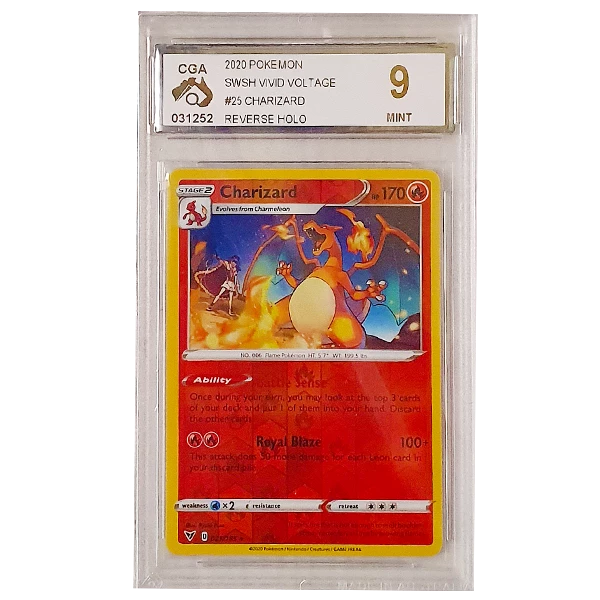 CGA
031252
2020 POKEMON
SWSH VIVID VOLTAGE
#25 CHARIZARD
REVERSE HOLO
9
MINT
STAGE 2
Charizard
HP 170
Evolves from Charmeleon
NO. 006 Flame Pokémon HT: 5'7" WT: 199.5 lbs
Ability Battle Sense
Once during your turn, you may look at the top 3 cards
of your deck and put 1 of them into your hand. Discard
the other cards.
Royal Blaze 100+
This attack does 50 more damage for each Leon card in
your discard pile.
weakness ×2 resistance retreat
D
©2020 Pokémon / Nintendo / Creatures / GAME FREAK